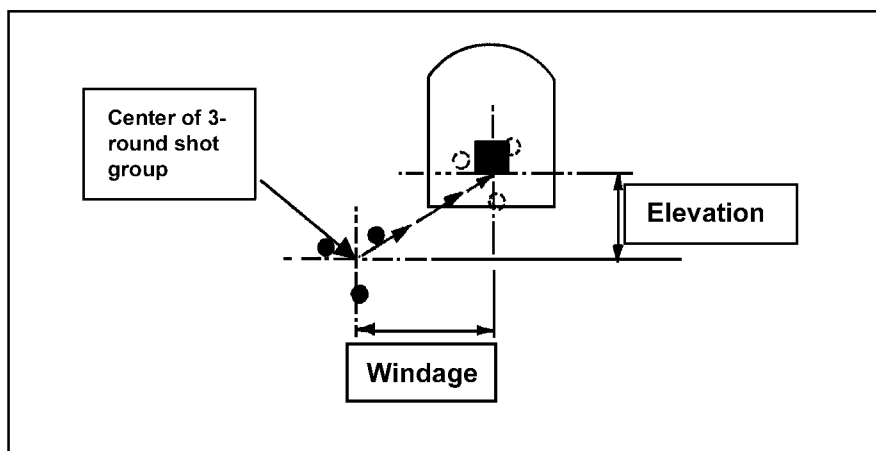 Center of 3-
round shot
group
Elevation
Windage